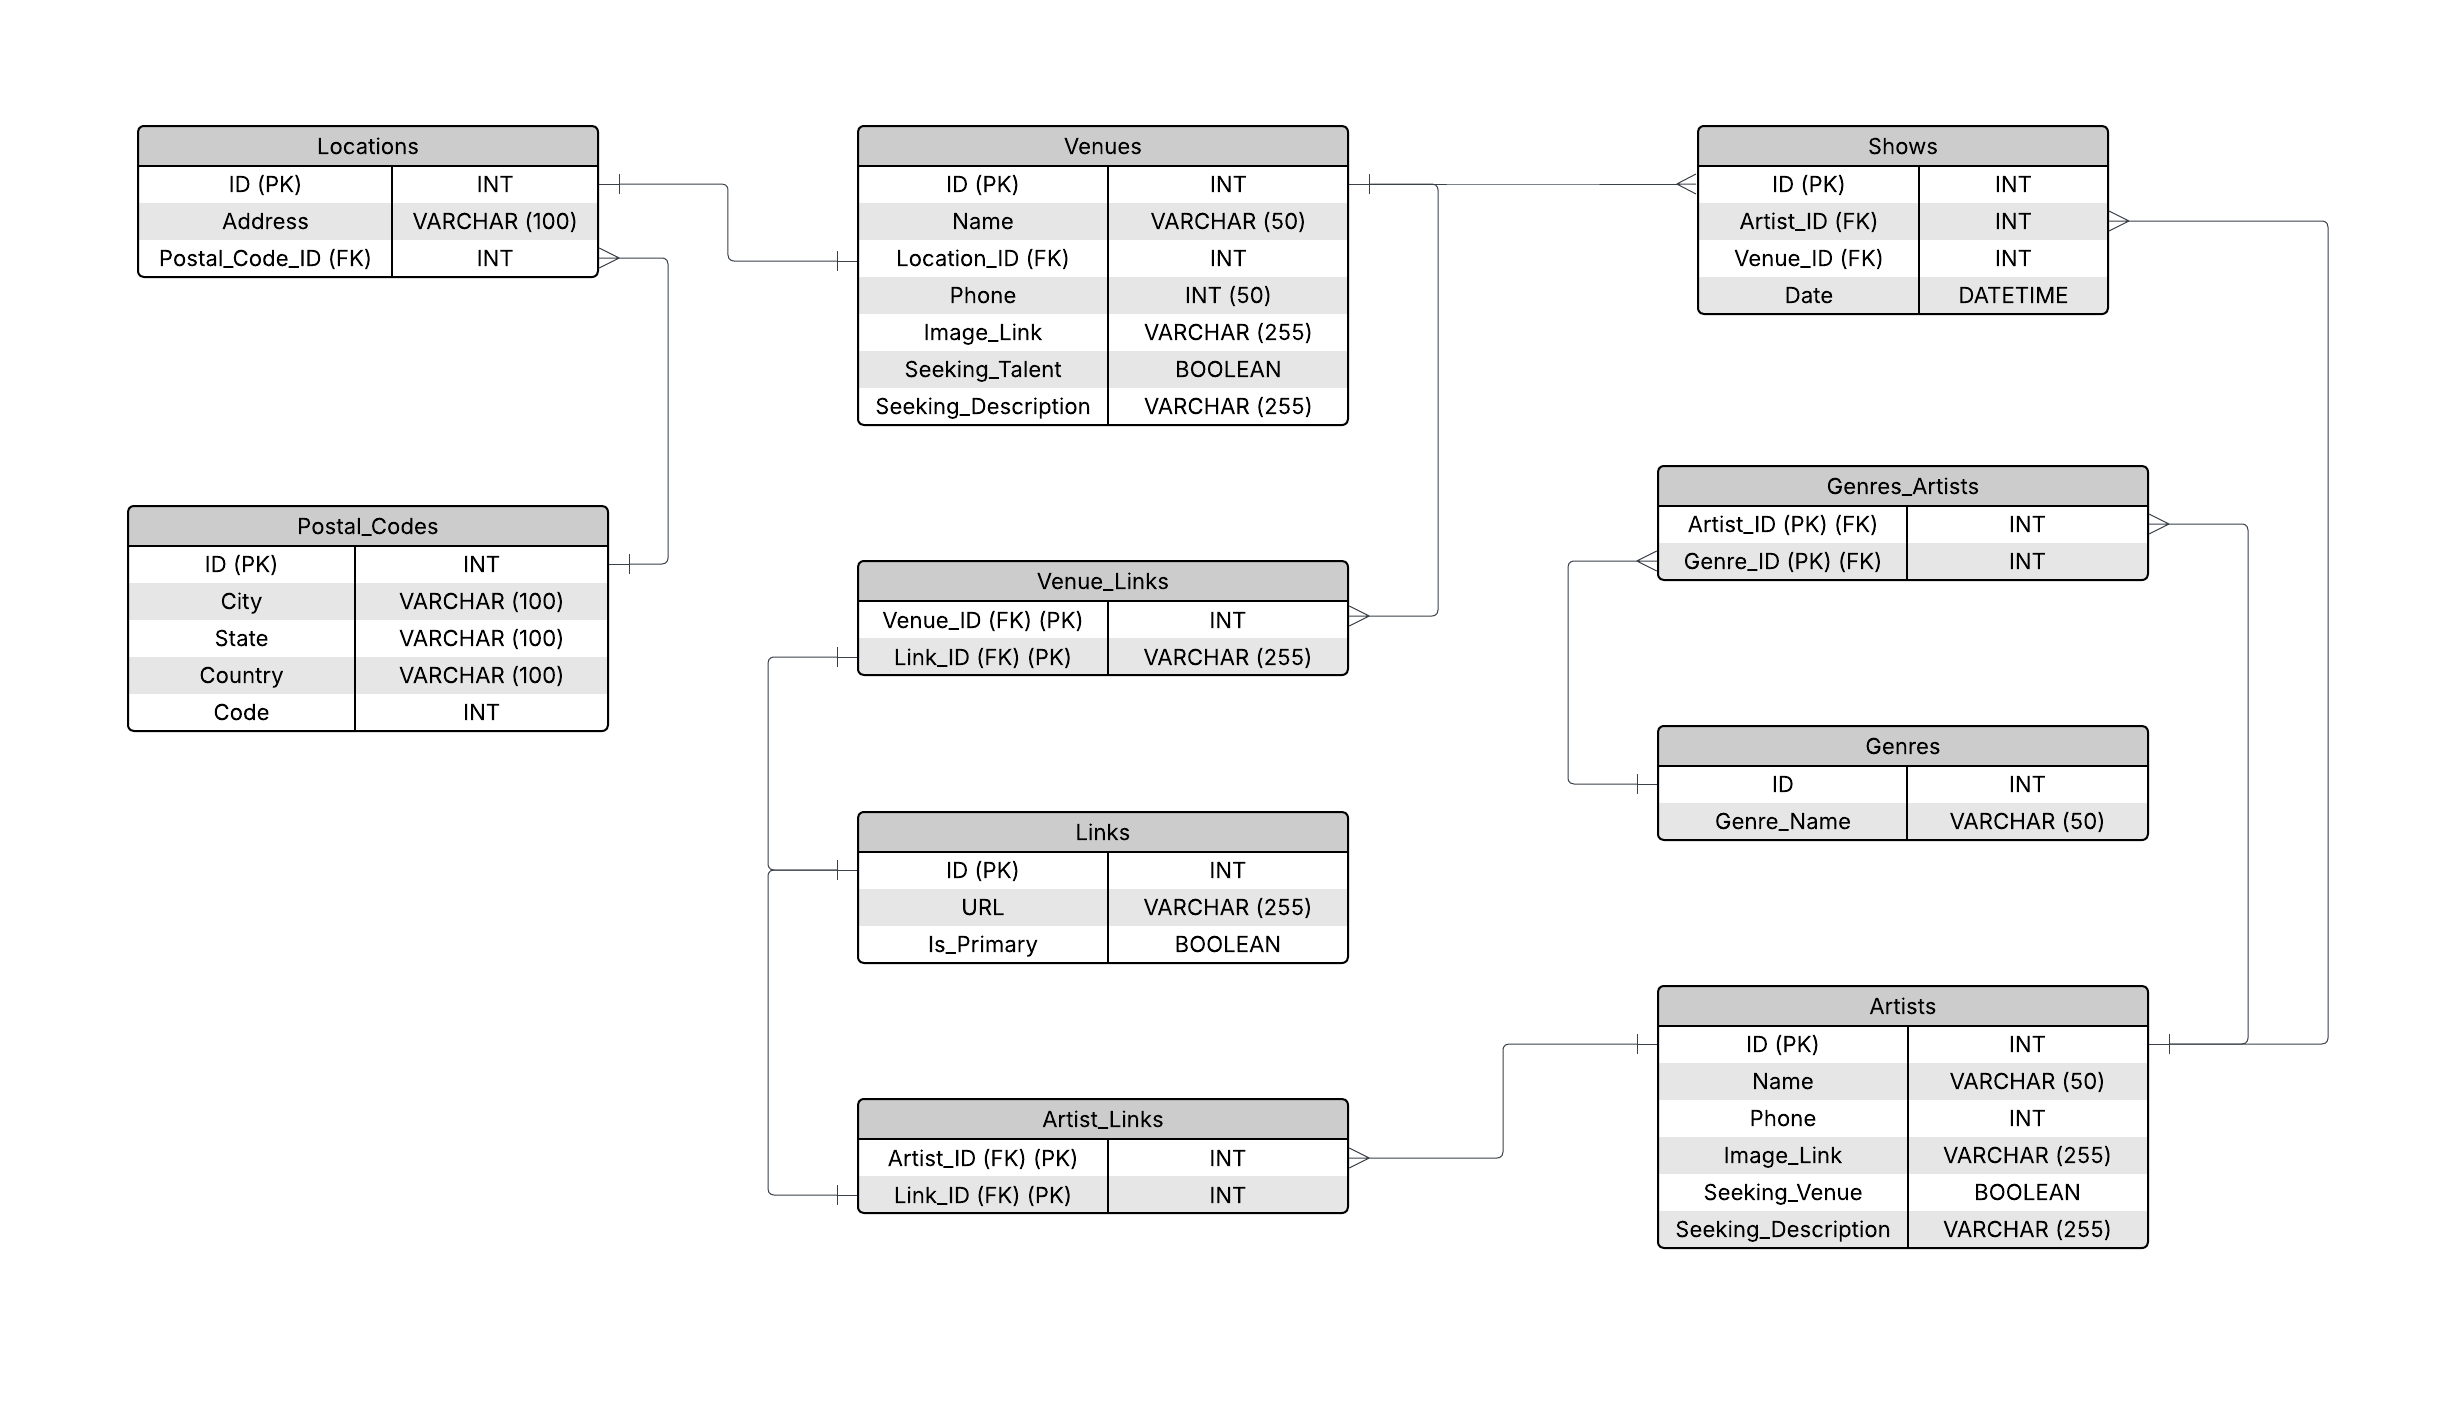 Locations
ID (PK) INT
Address VARCHAR (100)
Postal_Code_ID (FK) INT
Venues
ID (PK) INT
Name VARCHAR (50)
Location_ID (FK) INT
Phone INT (50)
Image_Link VARCHAR (255)
Seeking_Talent BOOLEAN
Seeking_Description VARCHAR (255)
Shows
ID (PK) INT
Artist_ID (FK) INT
Venue_ID (FK) INT
Date DATETIME
Postal_Codes
ID (PK) INT
City VARCHAR (100)
State VARCHAR (100)
Country VARCHAR (100)
Code INT
Venue_Links
Venue_ID (FK) (PK) INT
Link_ID (FK) (PK) VARCHAR (255)
Genres_Artists
Artist_ID (PK) (FK) INT
Genre_ID (PK) (FK) INT
Genres
ID INT
Genre_Name VARCHAR (50)
Links
ID (PK) INT
URL VARCHAR (255)
Is_Primary BOOLEAN
Artist_Links
Artist_ID (FK) (PK) INT
Link_ID (FK) (PK) INT
Artists
ID (PK) INT
Name VARCHAR (50)
Phone INT
Image_Link VARCHAR (255)
Seeking_Venue BOOLEAN
Seeking_Description VARCHAR (255)